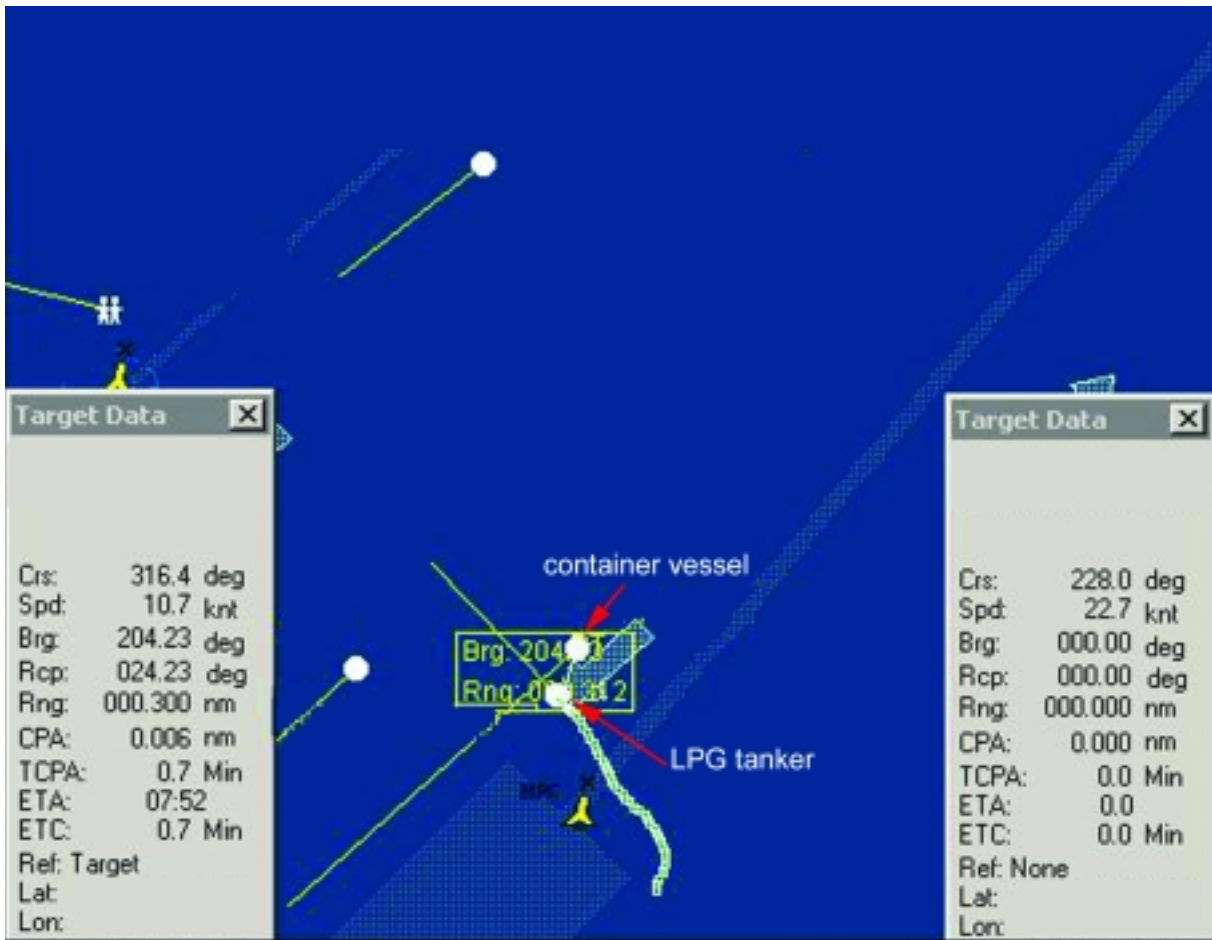 Target Data
Crs: 316.4 deg
Spd: 10.7 knt
Brg: 204.23 deg
Rcp: 024.23 deg
Rng: 000.300 nm
CPA: 0.006 nm
TCPA: 0.7 Min
ETA: 07:52
ETC: 0.7 Min
Ref: Target
Lat:
Lon:
container vessel
Brg: 204
Rng:
LPG tanker
Target Data
Crs: 228.0 deg
Spd: 22.7 knt
Brg: 000.00 deg
Rcp: 000.00 deg
Rng: 000.000 nm
CPA: 0.000 nm
TCPA: 0.0 Min
ETA: 0.0
ETC: 0.0 Min
Ref: None
Lat:
Lon: